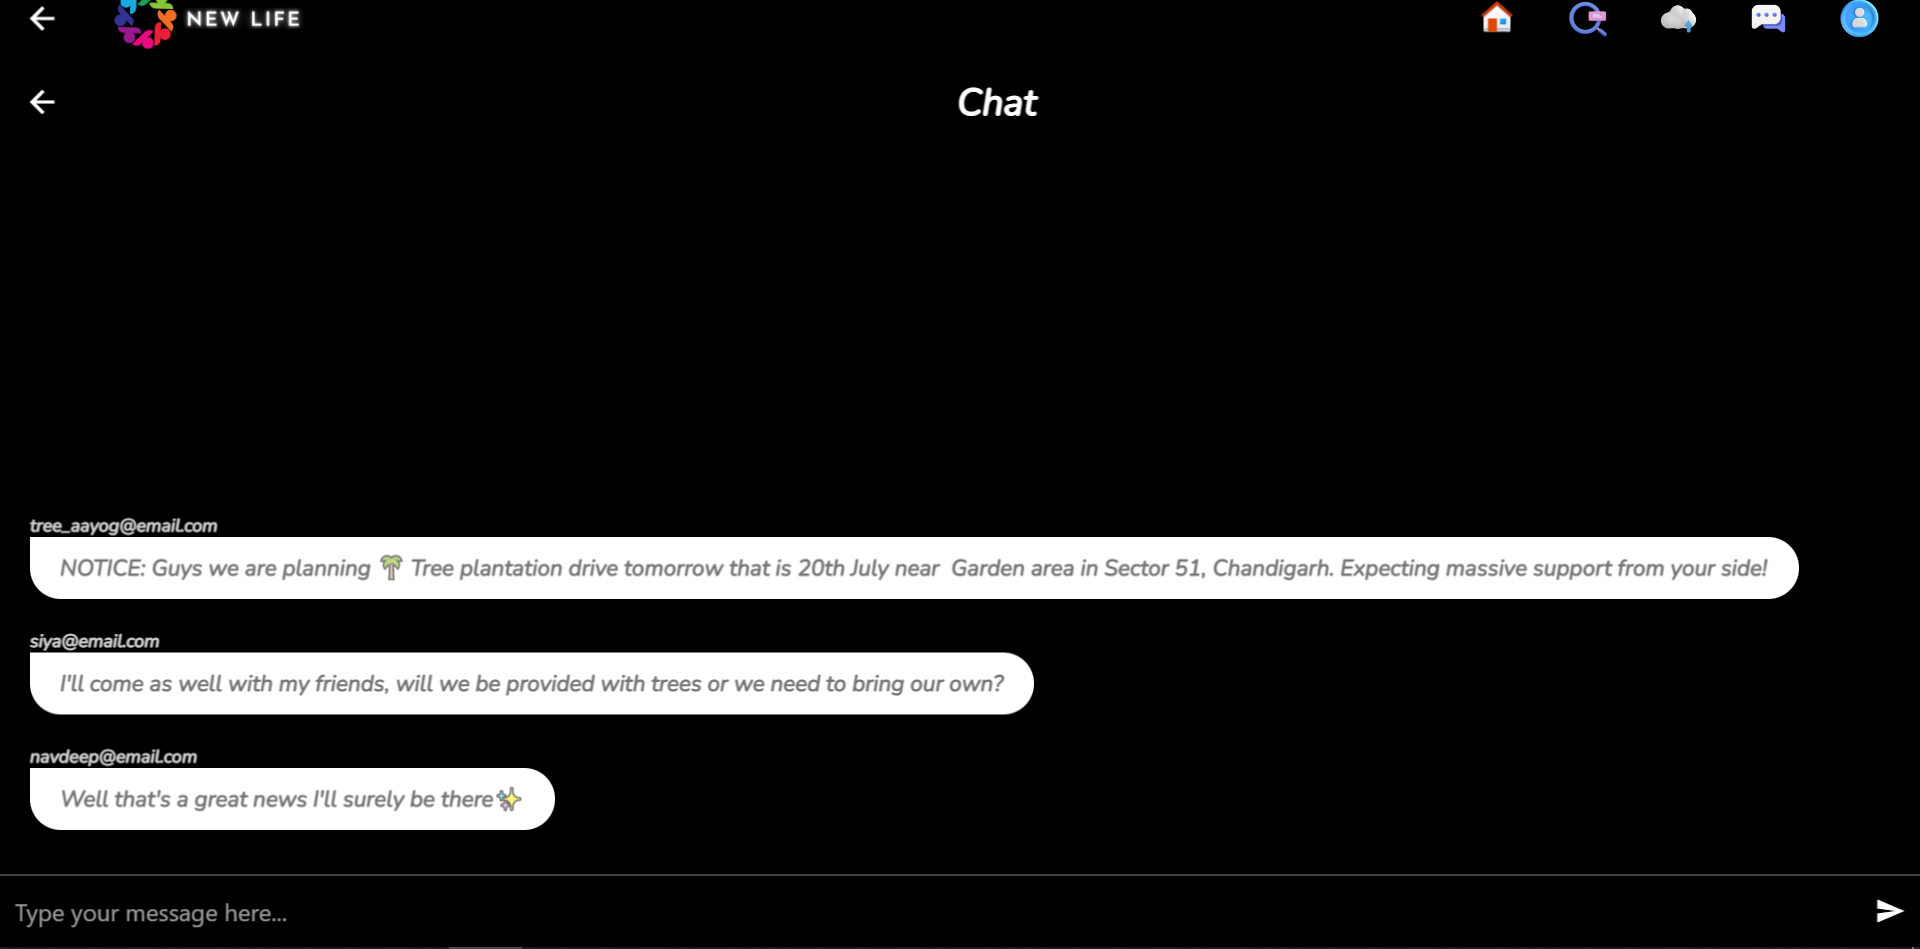 NEW LIFE
Chat
tree_aayog@email.com
NOTICE: Guys we are planning 🌴 Tree plantation drive tomorrow that is 20th July near  Garden area in Sector 51, Chandigarh. Expecting massive support from your side!
siya@email.com
I'll come as well with my friends, will we be provided with trees or we need to bring our own?
navdeep@email.com
Well that's a great news I'll surely be there✨
Type your message here...